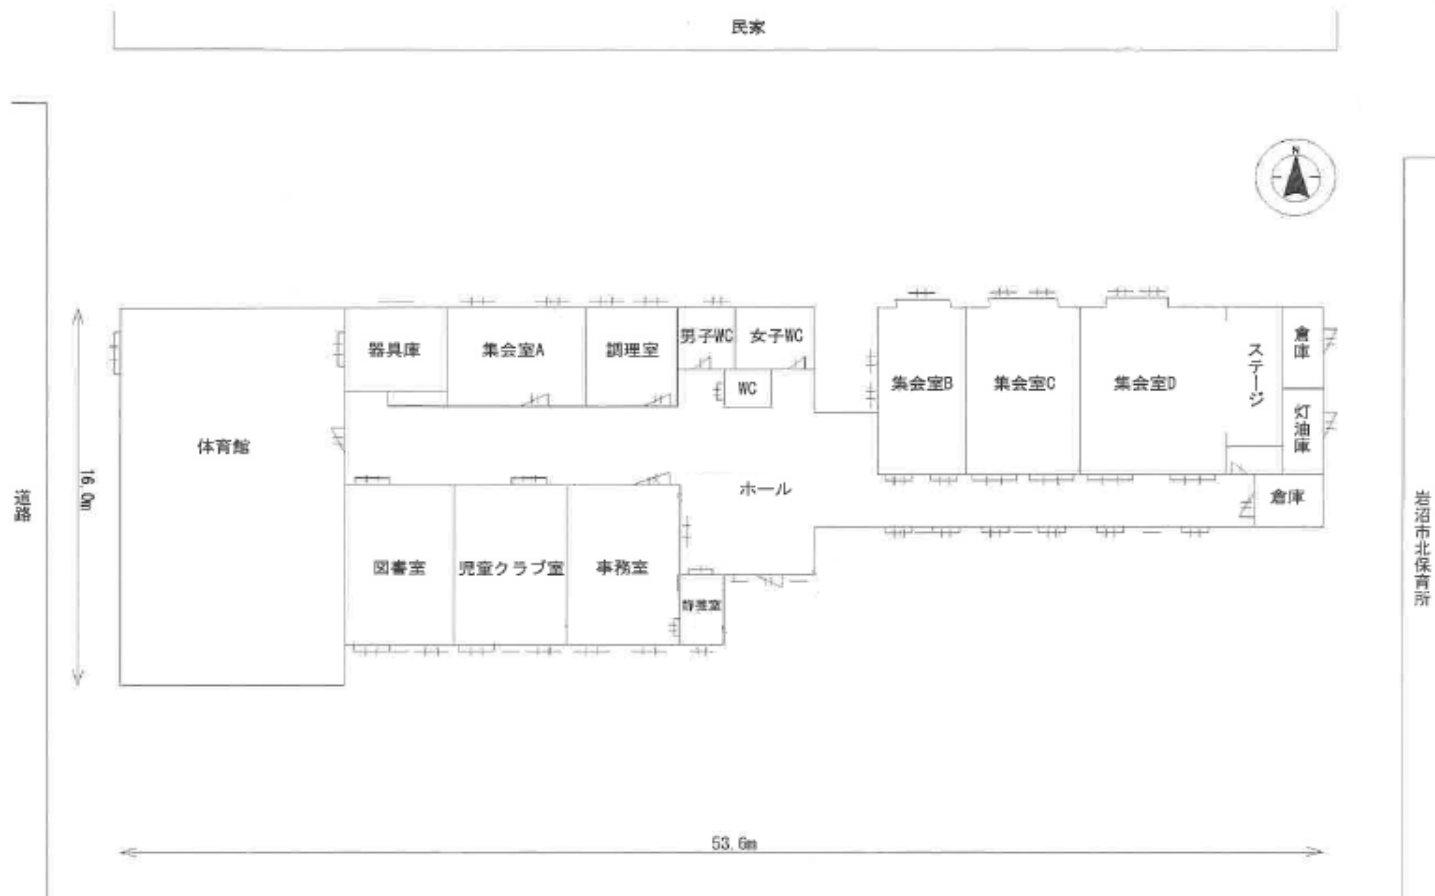 民家
N
器具庫
集会室A
調理室
男子WC
女子WC
WC
集会室B
集会室C
集会室D
ステージ
倉庫
灯油庫
倉庫
体育館
16.0m
道路
ホール
図書室
児童クラブ室
事務室
静養室
岩沼市北保育所
53.6m